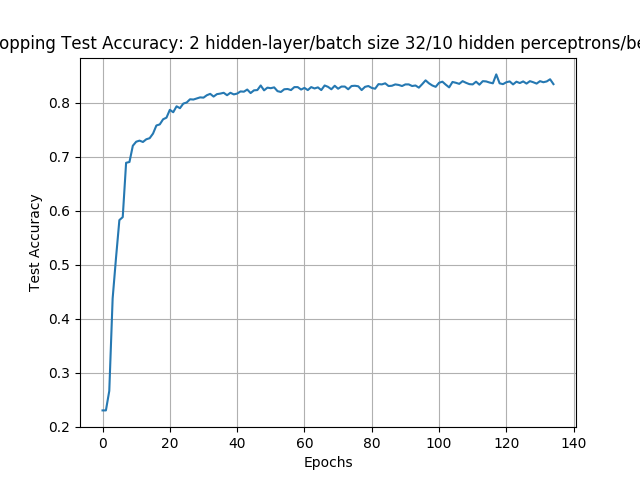 opping Test Accuracy: 2 hidden-layer/batch size 32/10 hidden perceptrons/be
0.8
0.7
0.6
0.5
0.4
0.3
0.2
Test Accuracy
0 20 40 60 80 100 120 140
Epochs